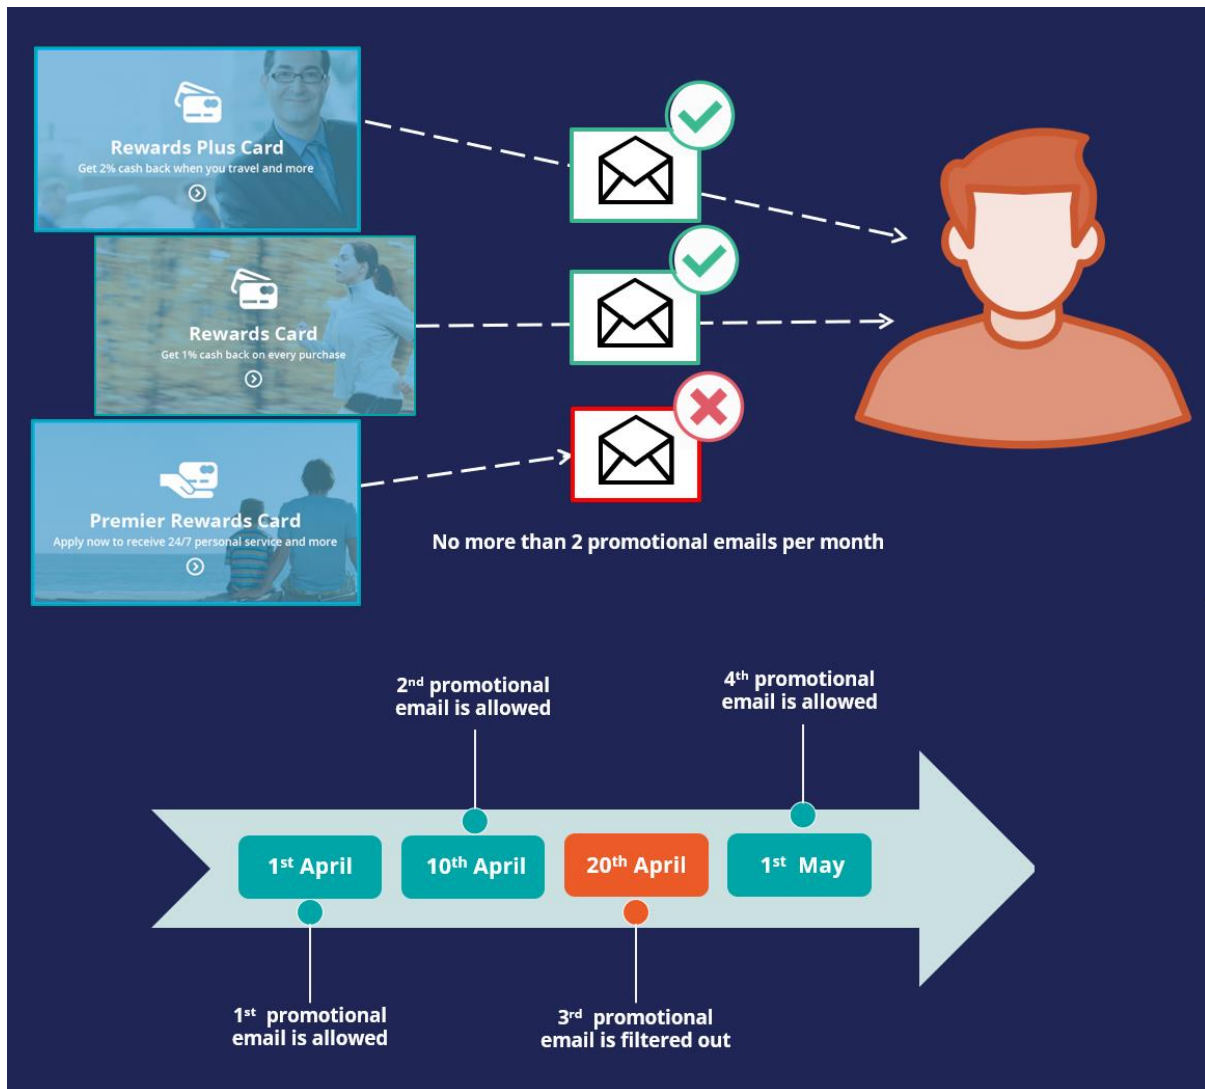 Rewards Plus Card
Get 2% cash back when you travel and more
Rewards Card
Get 1% cash back on every purchase
Premier Rewards Card
Apply now to receive 24/7 personal service and more
No more than 2 promotional emails per month
2nd promotional
email is allowed
4th promotional
email is allowed
1st April
10th April
20th April
1st May
1st promotional
email is allowed
3rd promotional
email is filtered out